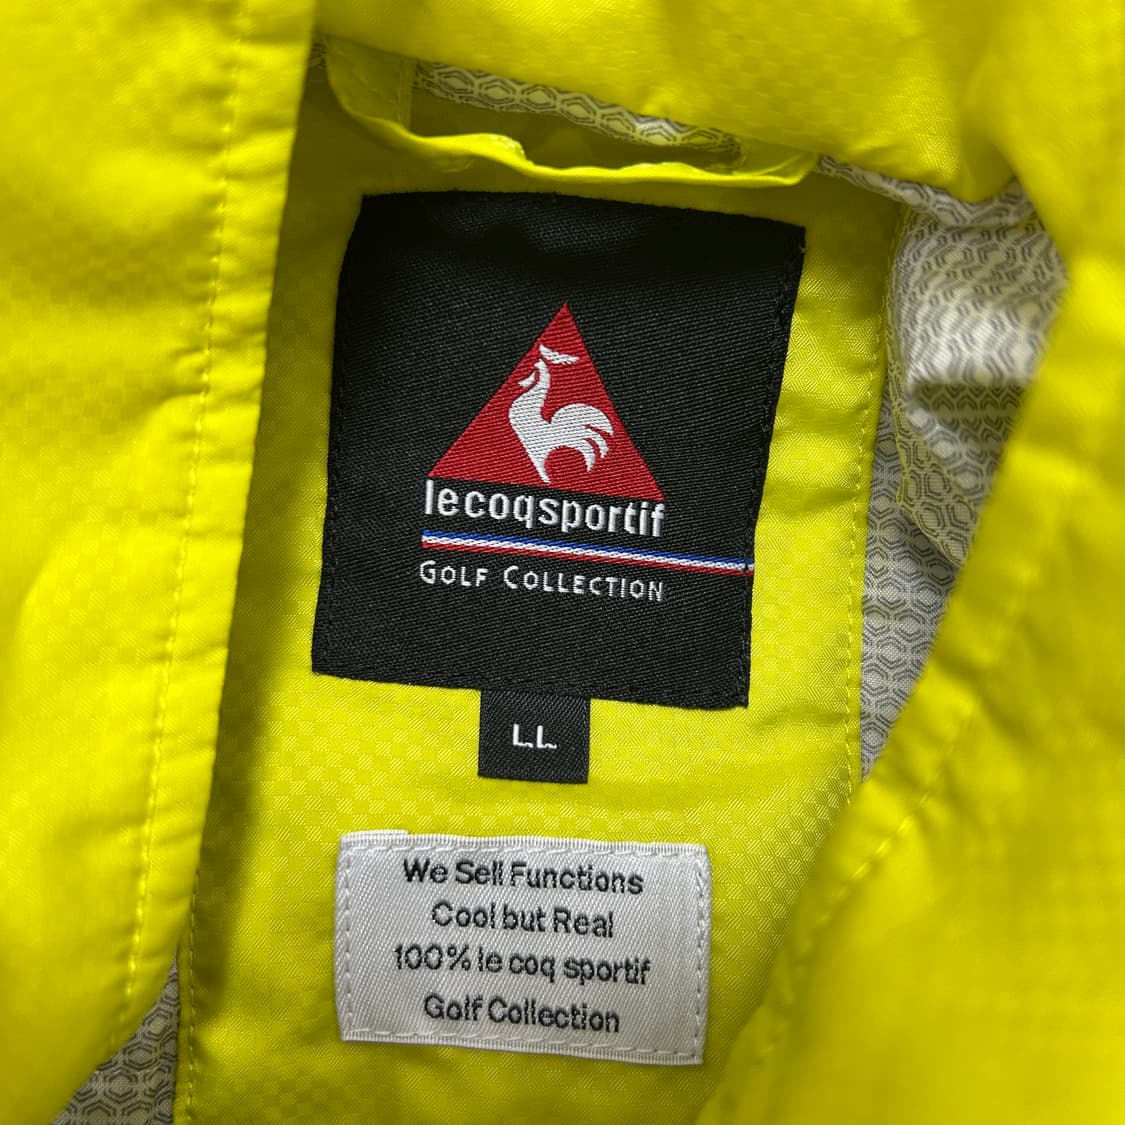 lecoqsportif
GOLF COLLECTION
LL
We Sell Functions
Cool but Real
100% le coq sportif
Golf Collection